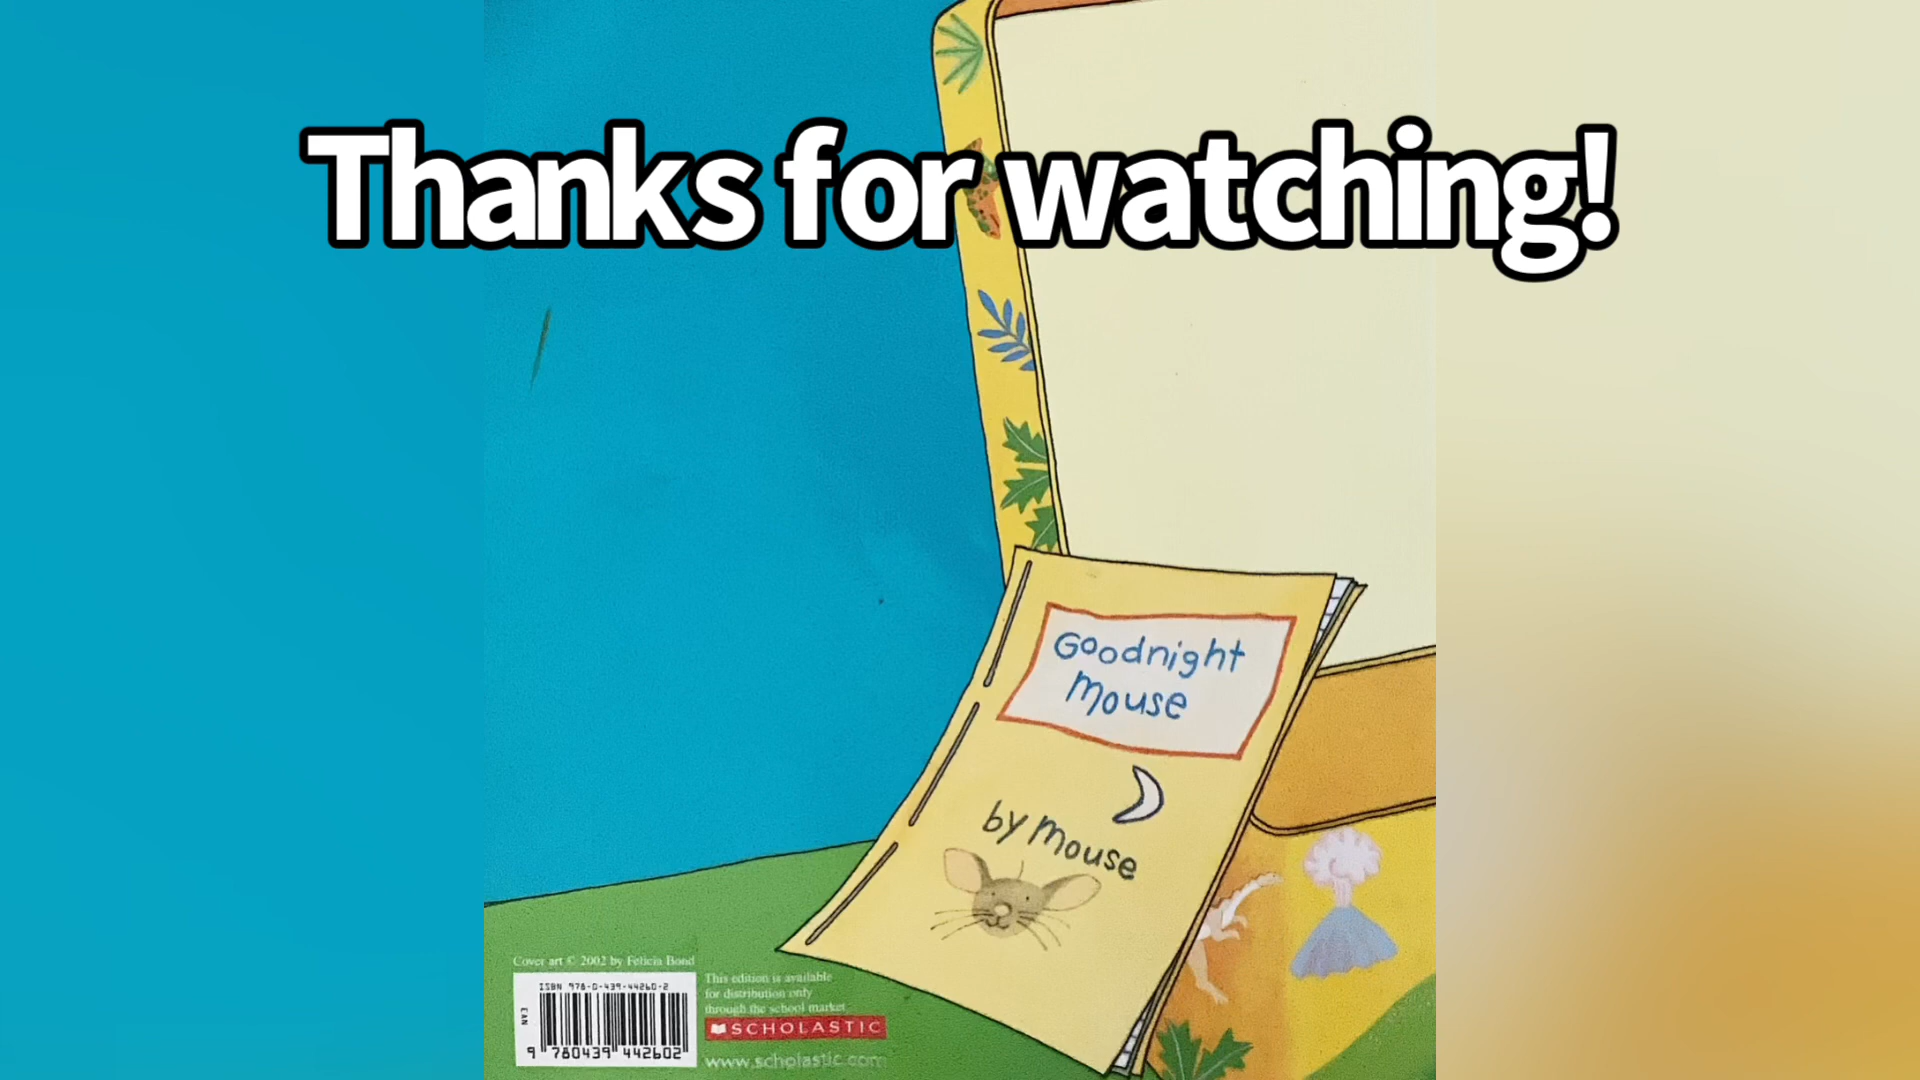 Thanks for watching!
Goodnight
Mouse
by Mouse
Cover art © 2002 by Felicia Bond
ISBN 978-0-439-44260-2
EAN
9 780439 442602
This edition is available
for distribution only
through the school market
SCHOLASTIC
www.scholastic.com